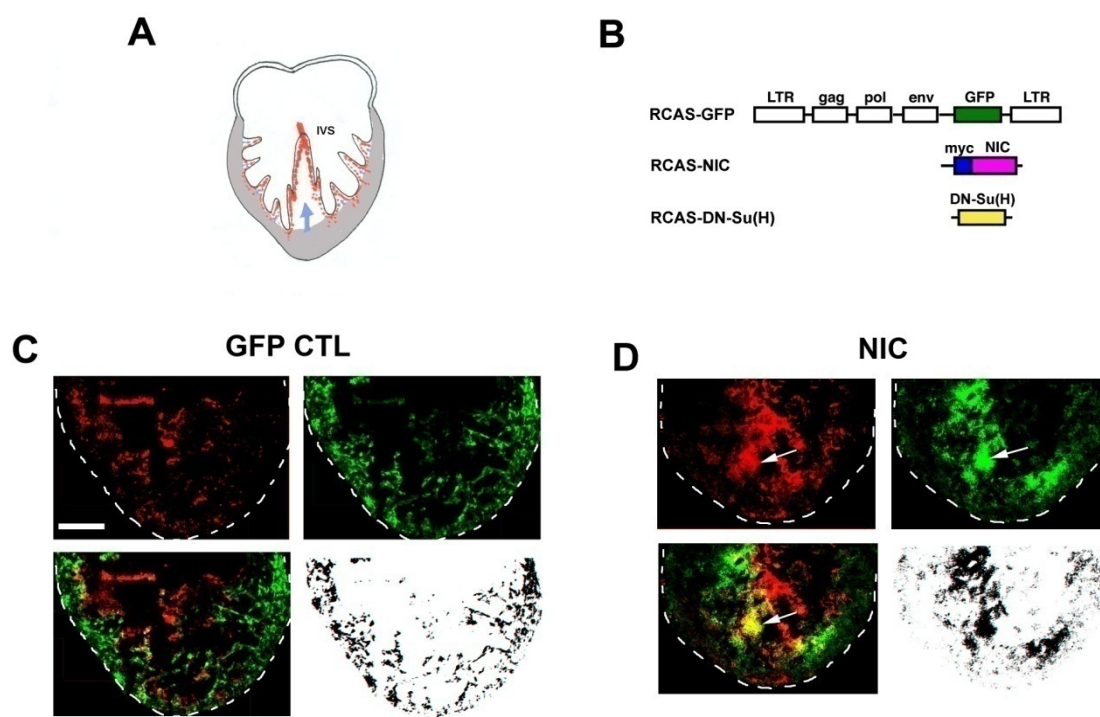 A
IVS
B
LTR gag pol env GFP LTR
RCAS-GFP
myc NIC
RCAS-NIC
DN-Su(H)
RCAS-DN-Su(H)
C
GFP CTL
D
NIC